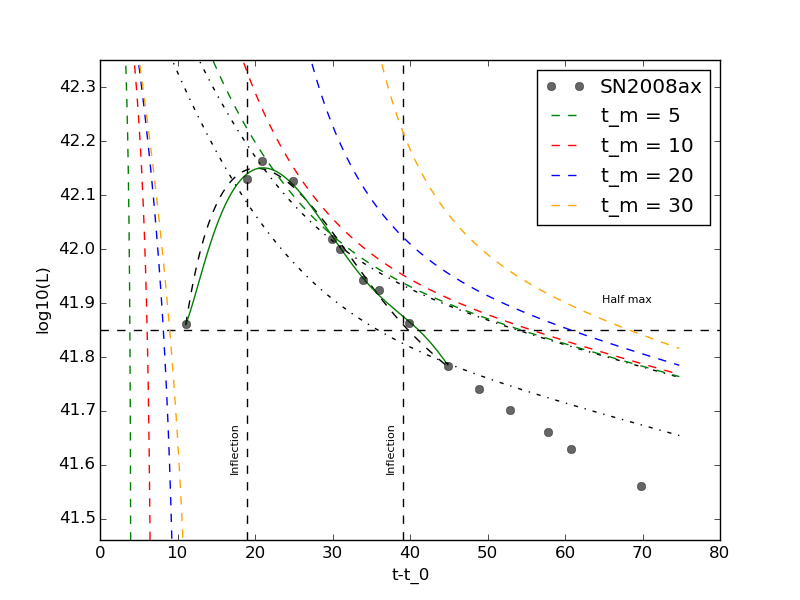 42.3
42.2
42.1
42.0
41.9
41.8
41.7
41.6
41.5
log10(L)
0
10
20
30
40
50
60
70
80
t-t_0
SN2008ax
t_m = 5
t_m = 10
t_m = 20
t_m = 30
Half max
Inflection
Inflection